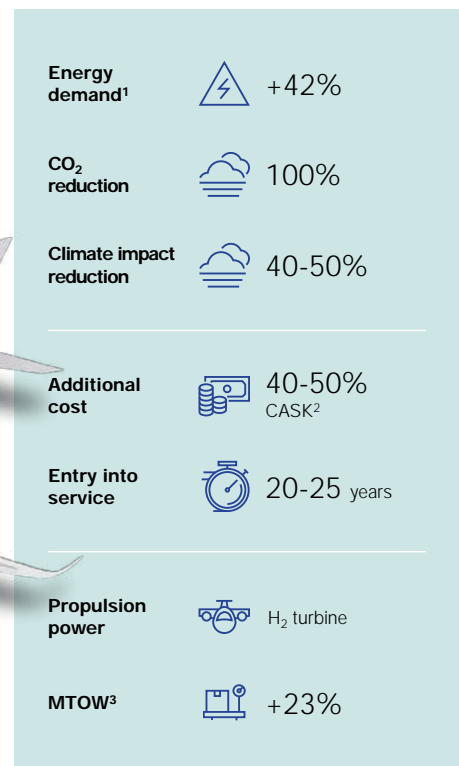 Energy
demand¹
+42%
CO₂
reduction
100%
Climate impact
reduction
40-50%
Additional
cost
40-50%
CASK²
Entry into
service
20-25 years
Propulsion
power
H₂ turbine
MTOW³
+23%